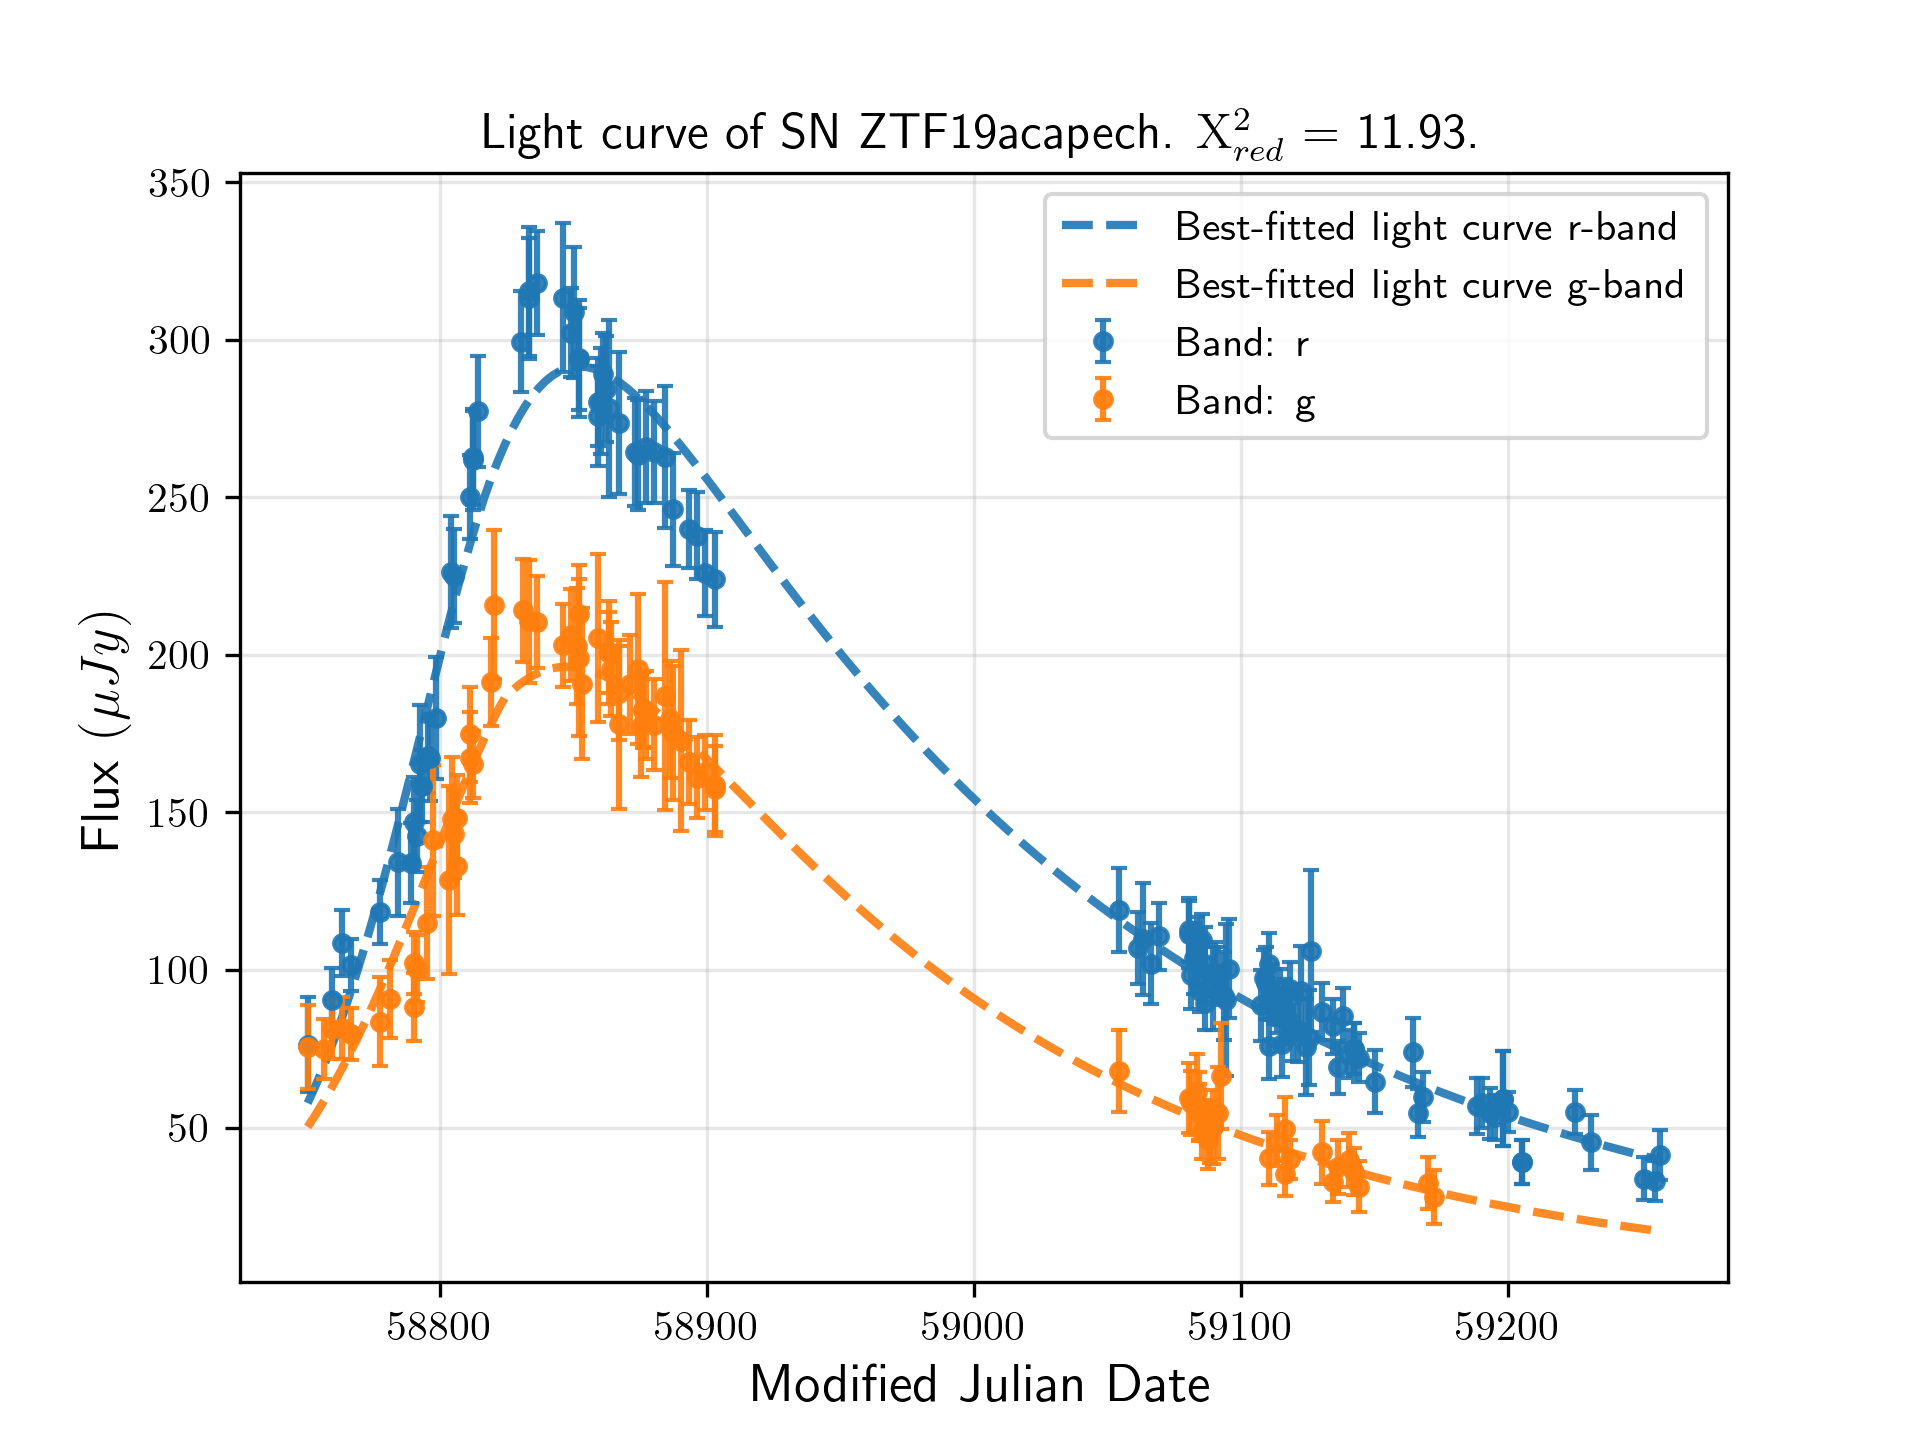 Light curve of SN ZTF19acapech. X²_red = 11.93.
350
300
250
200
150
100
50
Flux (μJy)
Best-fitted light curve r-band
Best-fitted light curve g-band
Band: r
Band: g
58800 58900 59000 59100 59200
Modified Julian Date